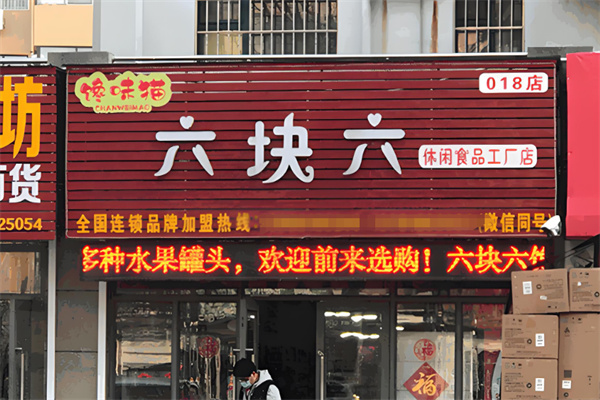 馋味猫
CHANWEIMAO
018店
六块六
休闲食品工厂店
全国连锁品牌加盟热线
(微信同号)
多种水果罐头，欢迎前来选购！六块六
坊
百货
25054
福